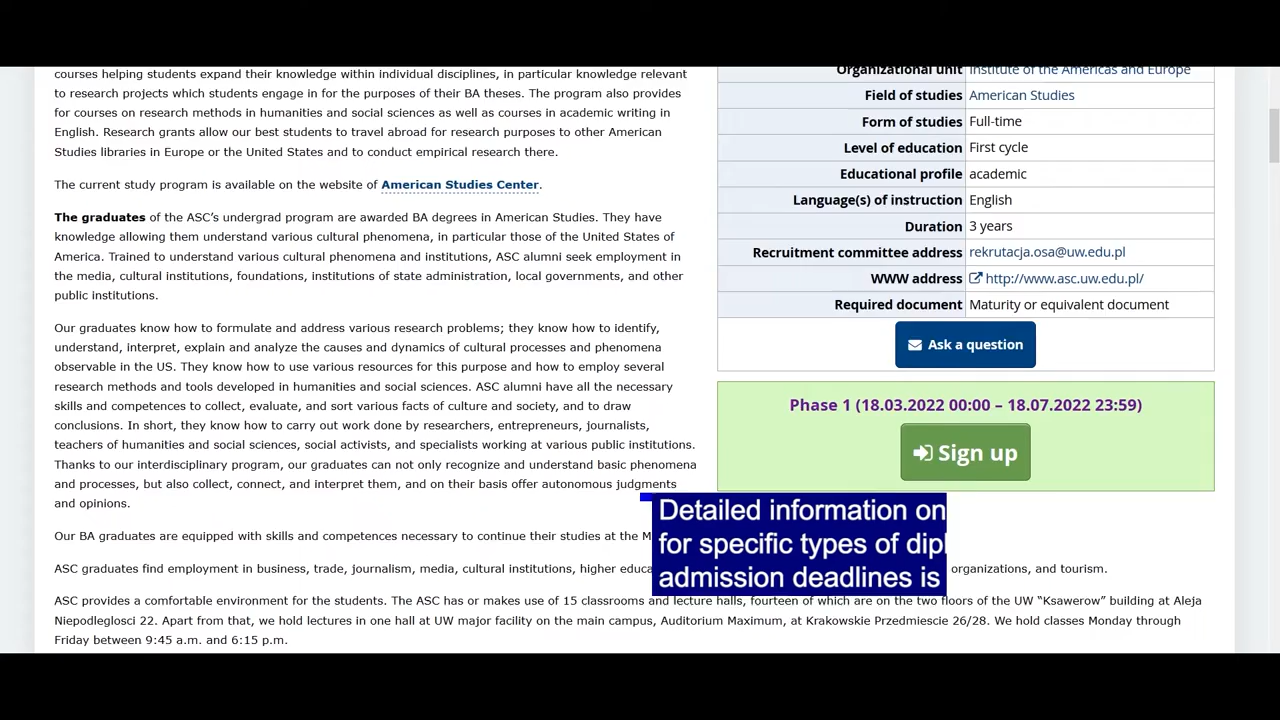 courses helping students expand their knowledge within individual disciplines, in particular knowledge relevant
to research projects which students engage in for the purposes of their BA theses. The program also provides
for courses on research methods in humanities and social sciences as well as courses in academic writing in
English. Research grants allow our best students to travel abroad for research purposes to other American
Studies libraries in Europe or the United States and to conduct empirical research there.
The current study program is available on the website of American Studies Center.
The graduates of the ASC's undergrad program are awarded BA degrees in American Studies. They have
knowledge allowing them understand various cultural phenomena, in particular those of the United States of
America. Trained to understand various cultural phenomena and institutions, ASC alumni seek employment in
the media, cultural institutions, foundations, institutions of state administration, local governments, and other
public institutions.
Our graduates know how to formulate and address various research problems; they know how to identify,
understand, interpret, explain and analyze the causes and dynamics of cultural processes and phenomena
observable in the US. They know how to use various resources for this purpose and how to employ several
research methods and tools developed in humanities and social sciences. ASC alumni have all the necessary
skills and competences to collect, evaluate, and sort various facts of culture and society, and to draw
conclusions. In short, they know how to carry out work done by researchers, entrepreneurs, journalists,
teachers of humanities and social sciences, social activists, and specialists working at various public institutions.
Thanks to our interdisciplinary program, our graduates can not only recognize and understand basic phenomena
and processes, but also collect, connect, and interpret them, and on their basis offer autonomous judgments
and opinions.
Organizational unit Institute of the Americas and Europe
Field of studies American Studies
Form of studies Full-time
Level of education First cycle
Educational profile academic
Language(s) of instruction English
Duration 3 years
Recruitment committee address rekrutacja.osa@uw.edu.pl
WWW address http://www.asc.uw.edu.pl/
Required document Maturity or equivalent document
Ask a question
Phase 1 (18.03.2022 00:00 – 18.07.2022 23:59)
Sign up
Detailed information on
for specific types of
admission deadlines is
Our BA graduates are equipped with skills and competences necessary to continue their studies at the
ASC graduates find employment in business, trade, journalism, media, cultural institutions, higher organizations, and tourism.
ASC provides a comfortable environment for the students. The ASC has or makes use of 15 classrooms and lecture halls, fourteen of which are on the two floors of the UW “Ksawerow” building at Aleja
Niepodleglosci 22. Apart from that, we hold lectures in one hall at UW major facility on the main campus, Auditorium Maximum, at Krakowskie Przedmiescie 26/28. We hold classes Monday through
Friday between 9:45 a.m. and 6:15 p.m.